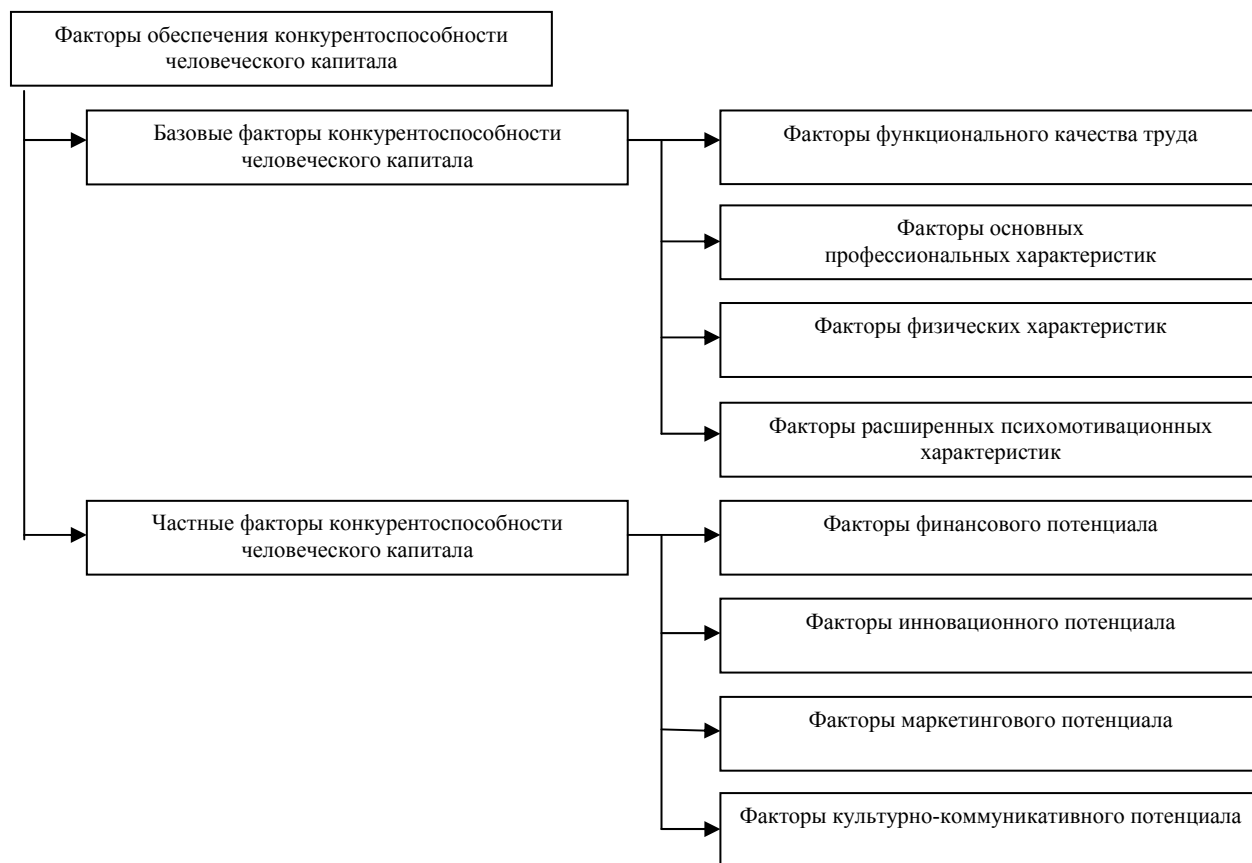 Факторы обеспечения конкурентоспособности
человеческого капитала
Базовые факторы конкурентоспособности
человеческого капитала
Факторы функционального качества труда
Факторы основных
профессиональных характеристик
Факторы физических характеристик
Факторы расширенных психомотивационных
характеристик
Частные факторы конкурентоспособности
человеческого капитала
Факторы финансового потенциала
Факторы инновационного потенциала
Факторы маркетингового потенциала
Факторы культурно-коммуникативного потенциала